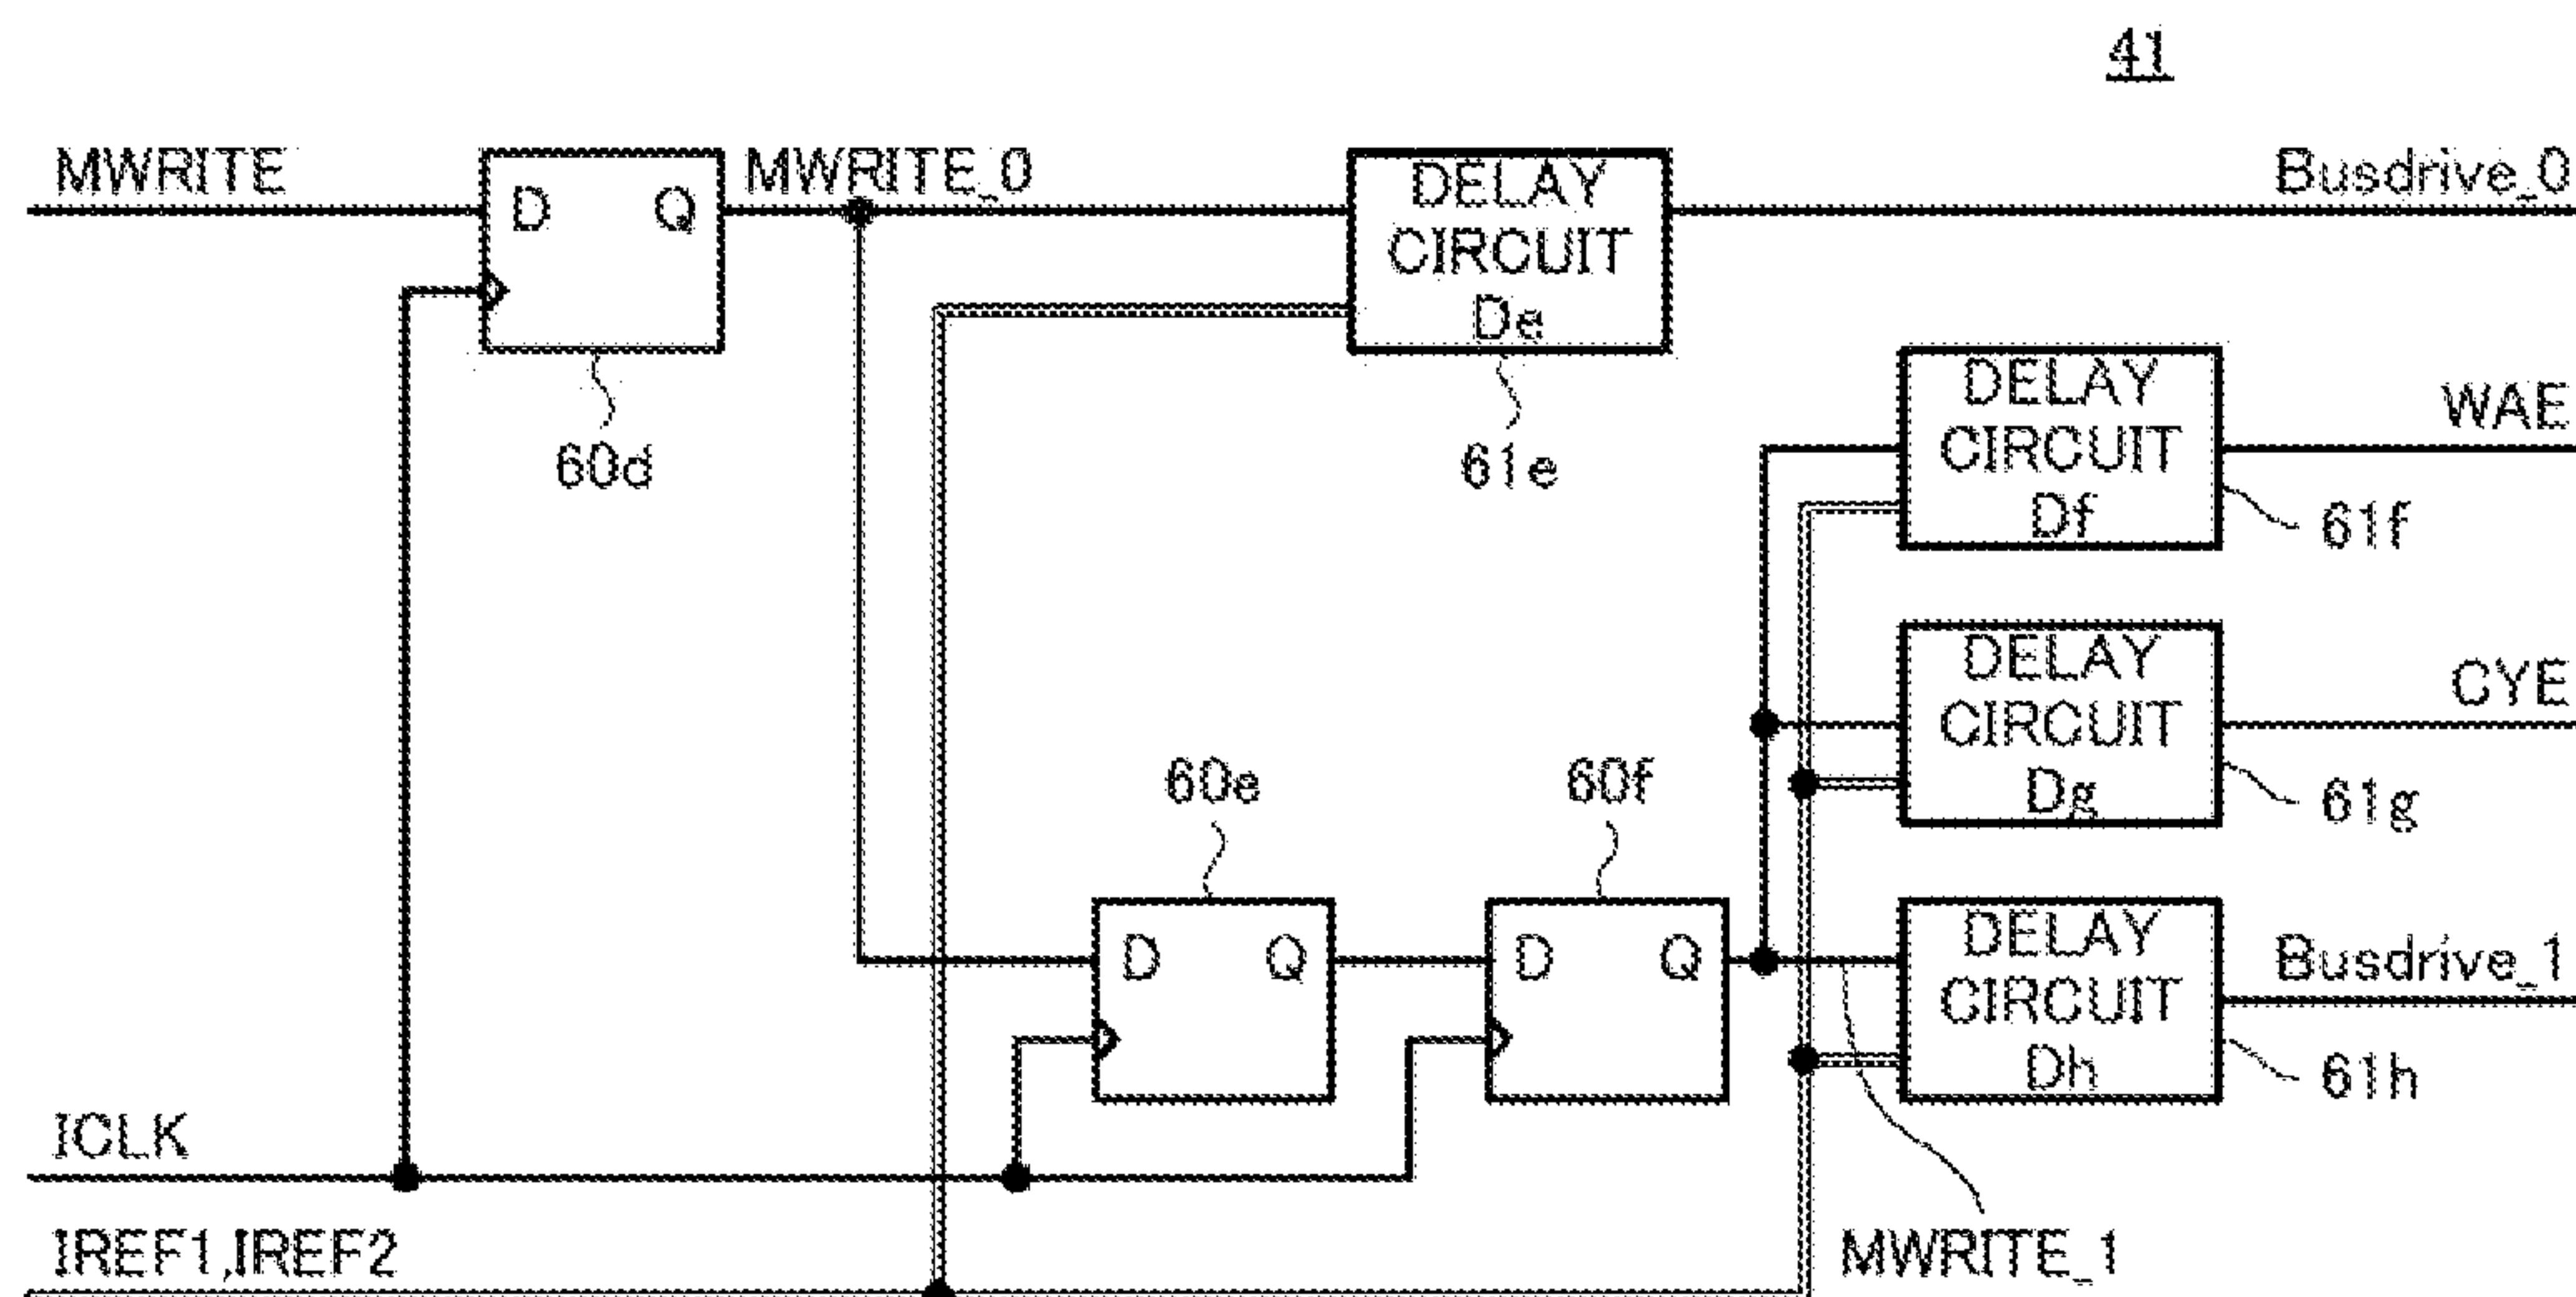 41
MWRITE
D Q
MWRITE_0
DELAY
CIRCUIT
De
Busdrive_0
60d
61e
DELAY
CIRCUIT
Df
WAE
61f
DELAY
CIRCUIT
Dg
CYE
61g
60e
60f
D Q
D Q
DELAY
CIRCUIT
Dh
Busdrive_1
61h
ICLK
IREF1,IREF2
MWRITE_1